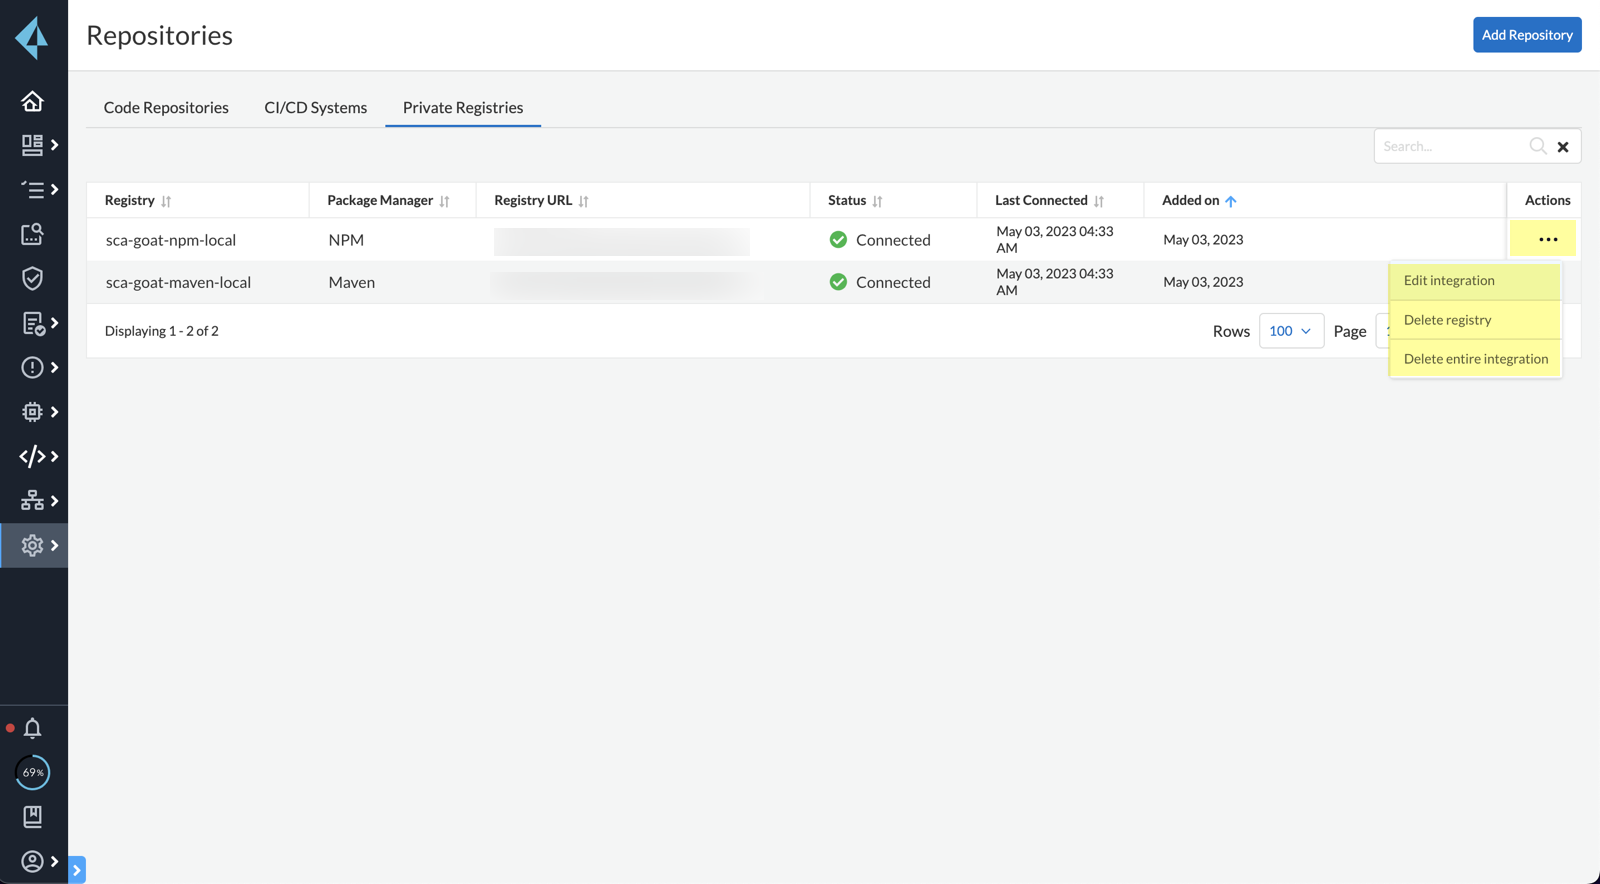 Repositories
Add Repository
Code Repositories CI/CD Systems Private Registries
Search...
Registry Package Manager Registry URL Status Last Connected Added on Actions
sca-goat-npm-local NPM Connected May 03, 2023 04:33 AM May 03, 2023
sca-goat-maven-local Maven Connected May 03, 2023 04:33 AM May 03, 2023
Edit integration
Delete registry
Delete entire integration
Displaying 1 - 2 of 2 Rows 100 Page
69%